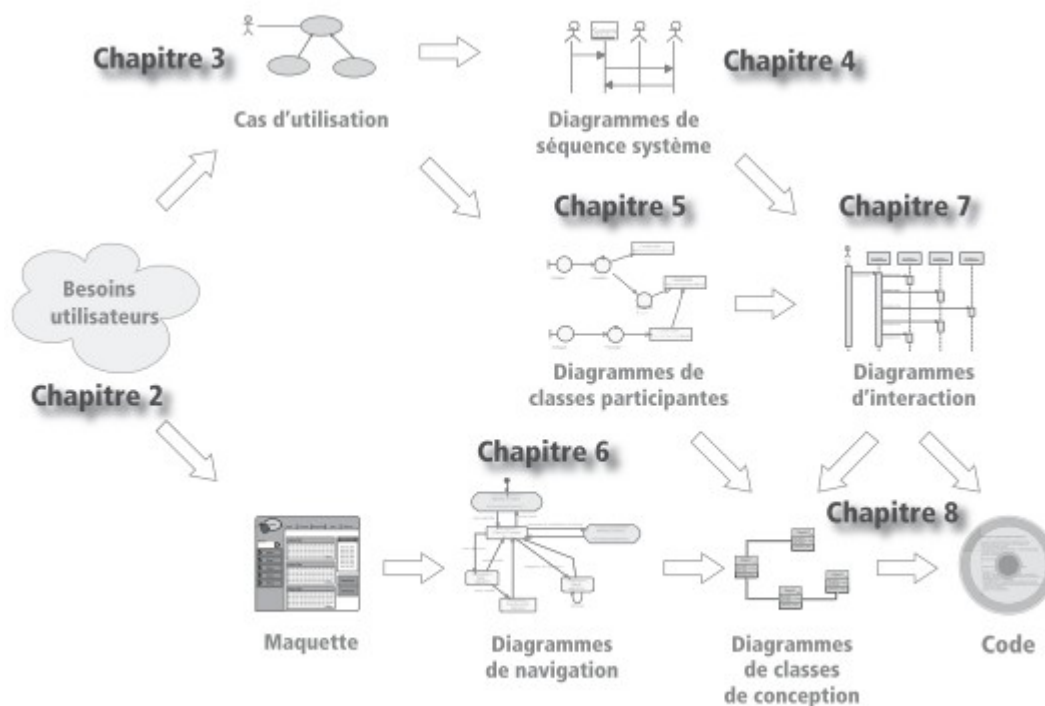 Chapitre 3
Cas d'utilisation
Diagrammes de
séquence système
Chapitre 4
Besoins
utilisateurs
Chapitre 2
Chapitre 5
Diagrammes de
classes participantes
Chapitre 7
Diagrammes
d'interaction
Maquette
Chapitre 6
Diagrammes
de navigation
Chapitre 8
Diagrammes
de classes
de conception
Code